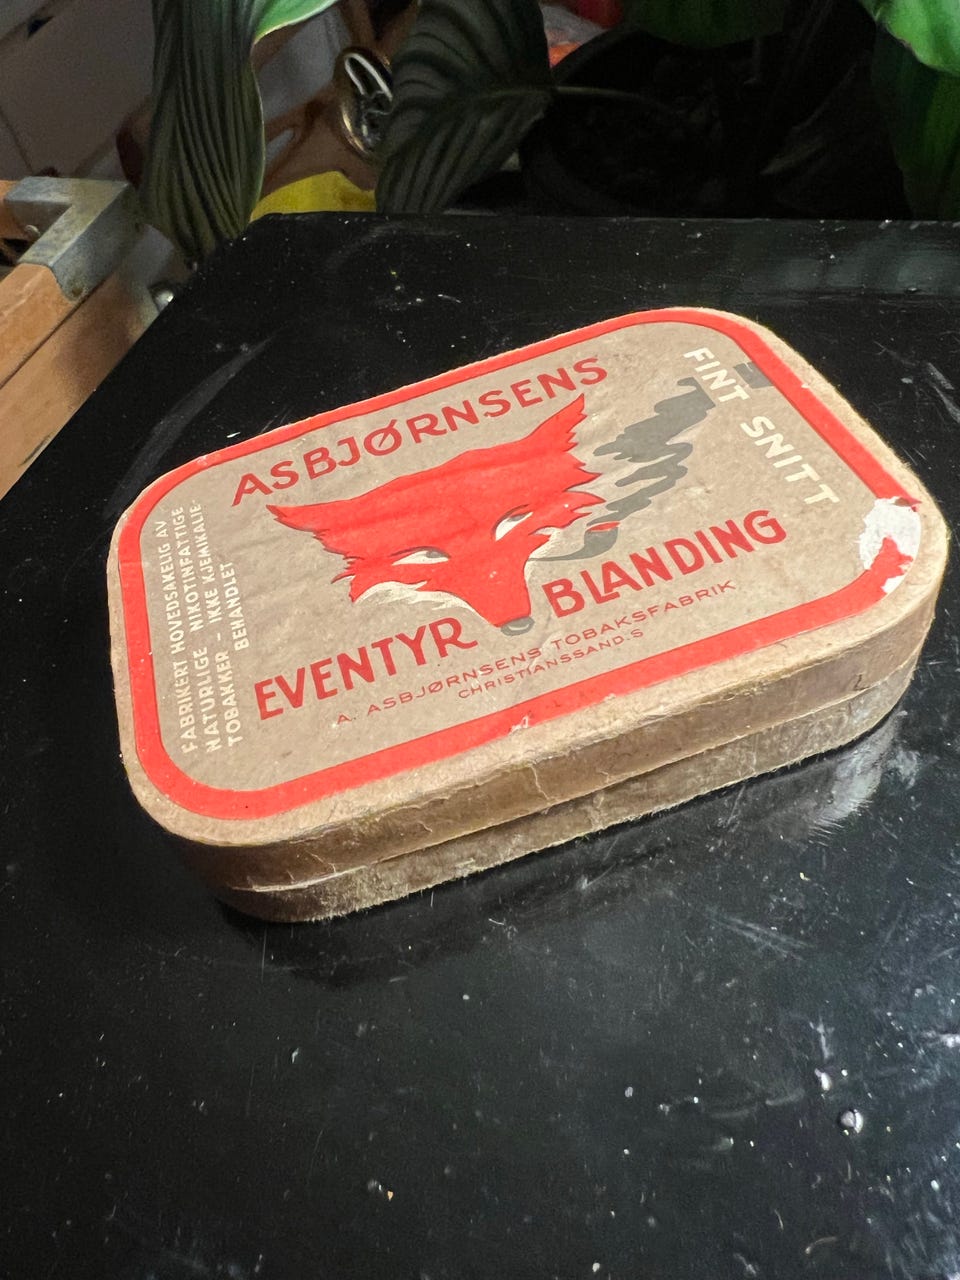 ASBJØRNSENS
FINT SNITT
EVENTYR BLANDING
A. ASBJØRNSENS TOBAKSFABRIK
CHRISTIANSSAND·S
FABRIKERT HOVEDSAKELIG AV
NATURLIGE NIKOTINFATTIGE
TOBAKKER – IKKE KJEMIKALIE-
BEHANDLET